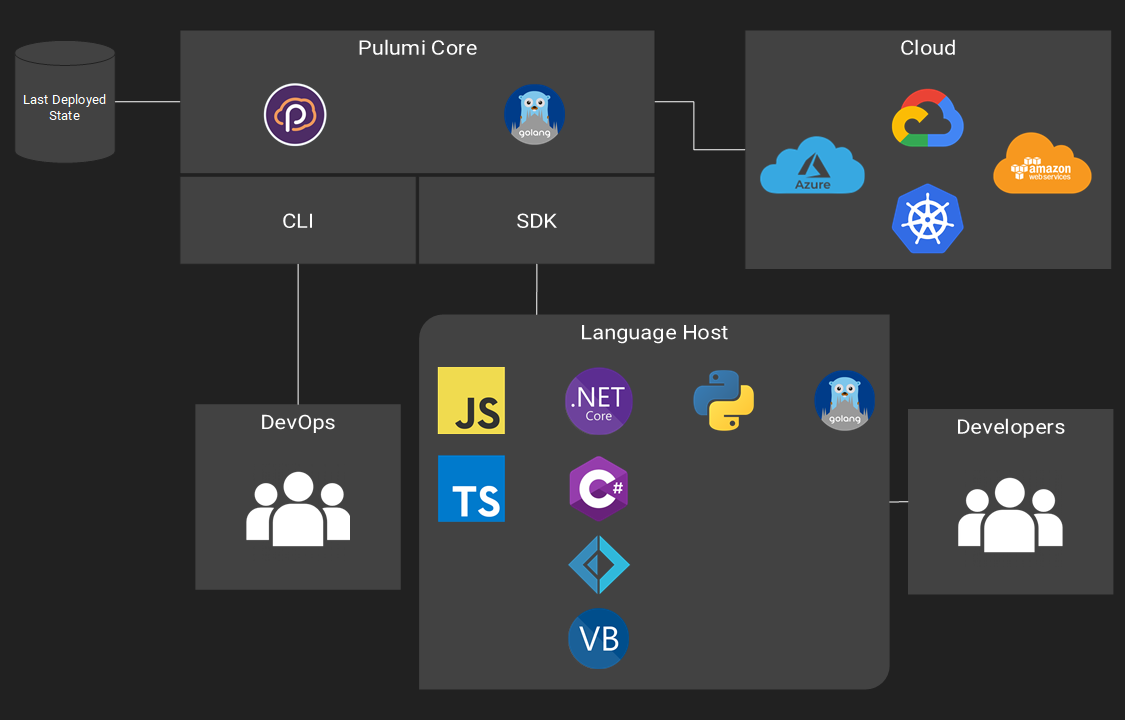 Pulumi Core
Cloud
Last Deployed
State
golang
Azure
amazon
web services
CLI
SDK
Language Host
JS
.NET
Core
golang
DevOps
Developers
TS
C#
VB